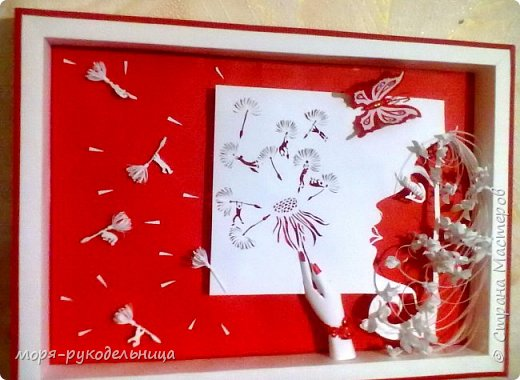 © Страна Мастеров
моря-рукодельница